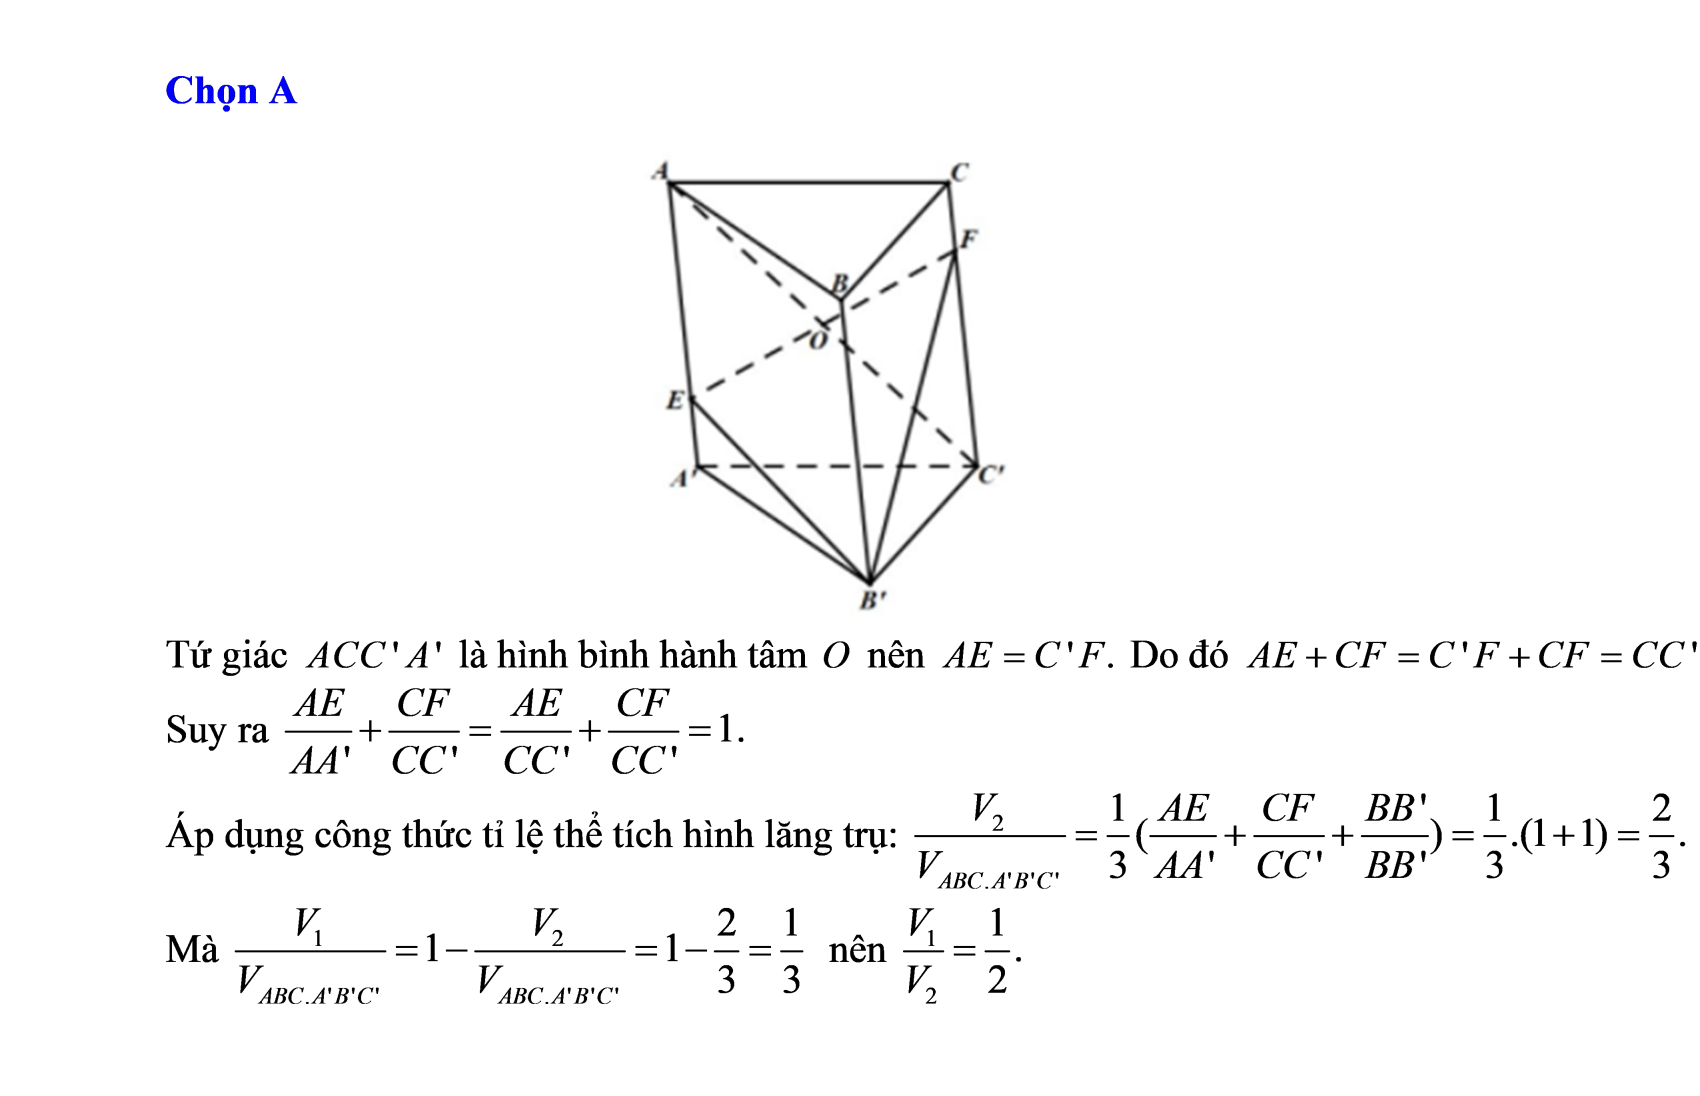 Chọn A
A
C
F
B
O
E
A'
C'
B'
Tứ giác ACC'A' là hình bình hành tâm O nên AE = C'F. Do đó AE + CF = C'F + CF = CC'
Suy ra \frac{AE}{AA'} + \frac{CF}{CC'} = \frac{AE}{CC'} + \frac{CF}{CC'} = 1.
Áp dụng công thức tỉ lệ thể tích hình lăng trụ: \frac{V_2}{V_{ABC.A'B'C'}} = \frac{1}{3}(\frac{AE}{AA'} + \frac{CF}{CC'} + \frac{BB'}{BB'}) = \frac{1}{3}.(1+1) = \frac{2}{3}.
Mà \frac{V_1}{V_{ABC.A'B'C'}} = 1 - \frac{V_2}{V_{ABC.A'B'C'}} = 1 - \frac{2}{3} = \frac{1}{3} nên \frac{V_1}{V_2} = \frac{1}{2}.